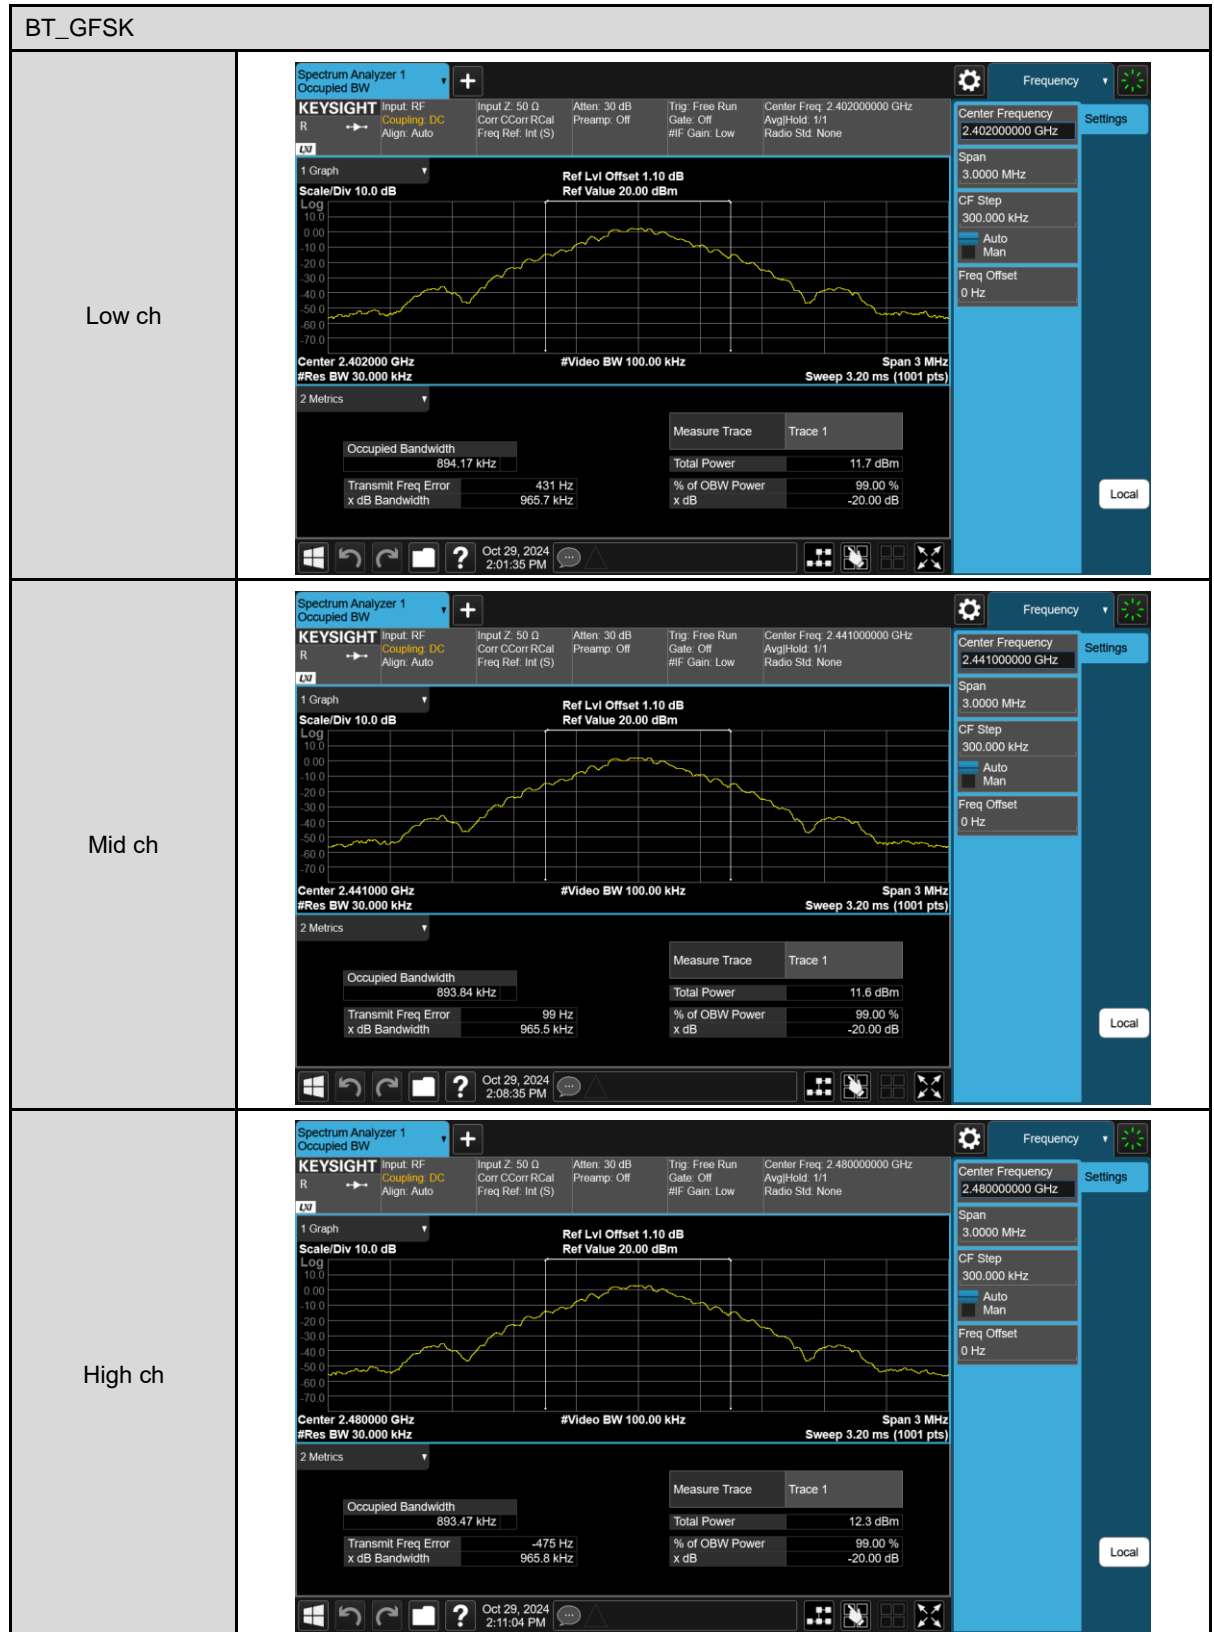 BT_GFSK
Low ch
Spectrum Analyzer 1
Occupied BW
Frequency
KEYSIGHT
R
LXI
Input: RF
Coupling: DC
Align: Auto
Input Z: 50 Ω
Corr CCorr RCal
Freq Ref: Int (S)
Atten: 30 dB
Preamp: Off
Trig: Free Run
Gate: Off
#IF Gain: Low
Center Freq: 2.402000000 GHz
Avg|Hold: 1/1
Radio Std: None
Center Frequency
2.402000000 GHz
Settings
Span
3.0000 MHz
CF Step
300.000 kHz
Auto
Man
Freq Offset
0 Hz
Local
1 Graph
Scale/Div 10.0 dB
Ref Lvl Offset 1.10 dB
Ref Value 20.00 dBm
Log
10.0
0.00
-10.0
-20.0
-30.0
-40.0
-50.0
-60.0
-70.0
Center 2.402000 GHz
#Video BW 100.00 kHz
Span 3 MHz
#Res BW 30.000 kHz
Sweep 3.20 ms (1001 pts)
2 Metrics
Measure Trace Trace 1
Occupied Bandwidth
894.17 kHz
Total Power 11.7 dBm
Transmit Freq Error 431 Hz
% of OBW Power 99.00 %
x dB Bandwidth 965.7 kHz
x dB -20.00 dB
?
Oct 29, 2024
2:01:35 PM
Mid ch
Spectrum Analyzer 1
Occupied BW
Frequency
KEYSIGHT
R
LXI
Input: RF
Coupling: DC
Align: Auto
Input Z: 50 Ω
Corr CCorr RCal
Freq Ref: Int (S)
Atten: 30 dB
Preamp: Off
Trig: Free Run
Gate: Off
#IF Gain: Low
Center Freq: 2.441000000 GHz
Avg|Hold: 1/1
Radio Std: None
Center Frequency
2.441000000 GHz
Settings
Span
3.0000 MHz
CF Step
300.000 kHz
Auto
Man
Freq Offset
0 Hz
Local
1 Graph
Scale/Div 10.0 dB
Ref Lvl Offset 1.10 dB
Ref Value 20.00 dBm
Log
10.0
0.00
-10.0
-20.0
-30.0
-40.0
-50.0
-60.0
-70.0
Center 2.441000 GHz
#Video BW 100.00 kHz
Span 3 MHz
#Res BW 30.000 kHz
Sweep 3.20 ms (1001 pts)
2 Metrics
Measure Trace Trace 1
Occupied Bandwidth
893.84 kHz
Total Power 11.6 dBm
Transmit Freq Error 99 Hz
% of OBW Power 99.00 %
x dB Bandwidth 965.5 kHz
x dB -20.00 dB
?
Oct 29, 2024
2:08:35 PM
High ch
Spectrum Analyzer 1
Occupied BW
Frequency
KEYSIGHT
R
LXI
Input: RF
Coupling: DC
Align: Auto
Input Z: 50 Ω
Corr CCorr RCal
Freq Ref: Int (S)
Atten: 30 dB
Preamp: Off
Trig: Free Run
Gate: Off
#IF Gain: Low
Center Freq: 2.480000000 GHz
Avg|Hold: 1/1
Radio Std: None
Center Frequency
2.480000000 GHz
Settings
Span
3.0000 MHz
CF Step
300.000 kHz
Auto
Man
Freq Offset
0 Hz
Local
1 Graph
Scale/Div 10.0 dB
Ref Lvl Offset 1.10 dB
Ref Value 20.00 dBm
Log
10.0
0.00
-10.0
-20.0
-30.0
-40.0
-50.0
-60.0
-70.0
Center 2.480000 GHz
#Video BW 100.00 kHz
Span 3 MHz
#Res BW 30.000 kHz
Sweep 3.20 ms (1001 pts)
2 Metrics
Measure Trace Trace 1
Occupied Bandwidth
893.47 kHz
Total Power 12.3 dBm
Transmit Freq Error -475 Hz
% of OBW Power 99.00 %
x dB Bandwidth 965.8 kHz
x dB -20.00 dB
?
Oct 29, 2024
2:11:04 PM